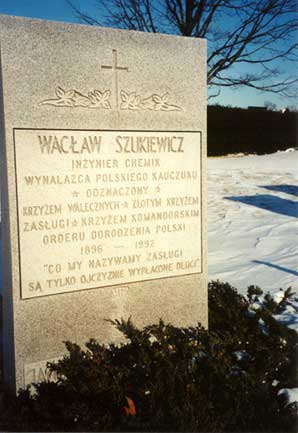 WACŁAW SZUKIEWICZ
INŻYNIER CHEMIK
WYNALAZCA POLSKIEGO KAUCZUKU
★ ODZNACZONY ★
KRZYŻEM WALECZNYCH ★ ZŁOTYM KRZYŻEM
ZASŁUGI ★ KRZYŻEM KOMANDORSKIM
ORDERU ODRODZENIA POLSKI
1896 — 1992
"CO MY NAZYWAMY ZASŁUGI
SĄ TYLKO OJCZYZNIE WYPŁACONE DŁUGI"